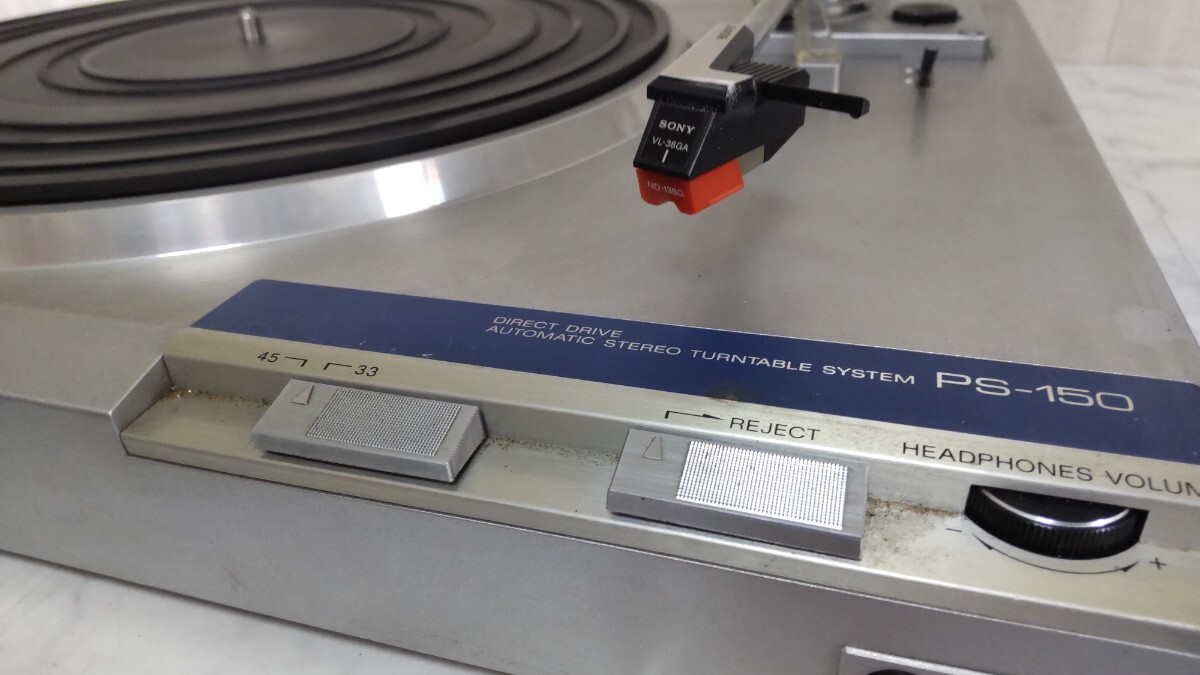 SONY
VL-38GA
ND-138G
DIRECT DRIVE
AUTOMATIC STEREO TURNTABLE SYSTEM PS-150
45 33
REJECT
HEADPHONES VOLUM
- +